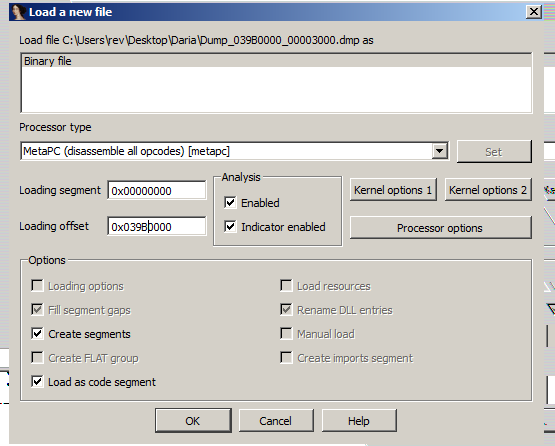 Load a new file
Load file C:\Users\rev\Desktop\Daria\Dump_039B0000_00003000.dmp as
Binary file
Processor type
MetaPC (disassemble all opcodes) [metapc]
Set
Loading segment 0x00000000
Loading offset 0x039B0000
Analysis
Enabled
Indicator enabled
Kernel options 1
Kernel options 2
Processor options
Options
Loading options
Fill segment gaps
Create segments
Create FLAT group
Load as code segment
Load resources
Rename DLL entries
Manual load
Create imports segment
OK
Cancel
Help